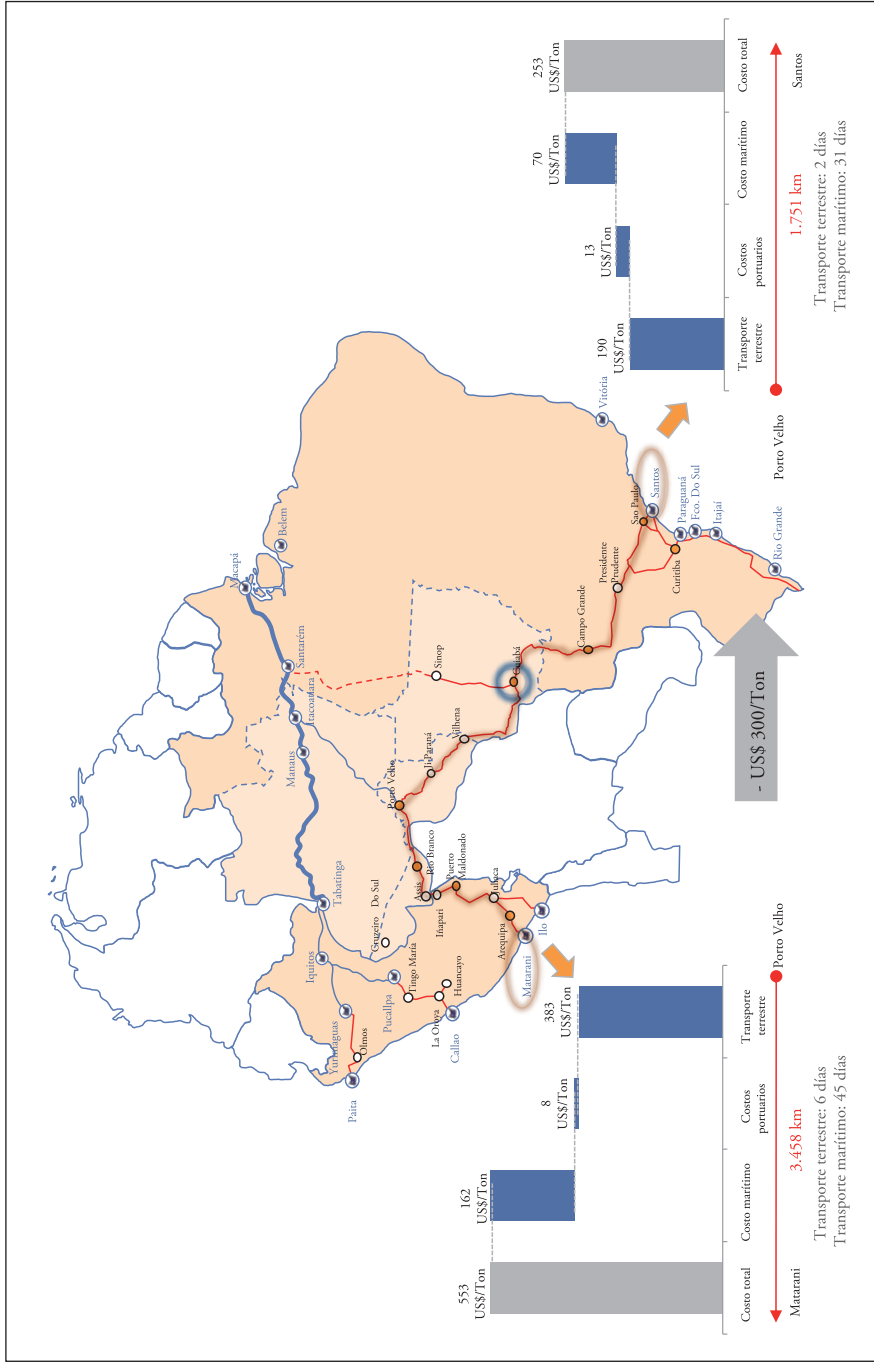 Macapá
Belem
Santarém
Itacoamara
Manaus
Tabatinga
Iquitos
Yurimaguas
Paita
Olmos
Pucallpa
Tingo María
La Oroya
Huancayo
Callao
Gruzeiro Do Sul
Porto Velho
Rio Branco
Assis
Iñapari
Puerro
Maldonado
Juliaca
Arequipa
Matarani
Ilo
Ji-Paraná
Vilhena
Sinop
Cuiabá
Campo Grande
Presidente
Prudente
Sao Paulo
Santos
Vitória
Curitiba
Paraguaná
Fco. Do Sul
Itajaí
Rio Grande
553
US$/Ton
162
US$/Ton
8
US$/Ton
383
US$/Ton
Costo total
Costo marítimo
Costos
portuarios
Transporte
terrestre
Matarani
3.458 km
Porto Velho
Transporte terrestre: 6 días
Transporte marítimo: 45 días
- US$ 300/Ton
190
US$/Ton
13
US$/Ton
70
US$/Ton
253
US$/Ton
Transporte
terrestre
Costos
portuarios
Costo marítimo
Costo total
Porto Velho
1.751 km
Santos
Transporte terrestre: 2 días
Transporte marítimo: 31 días